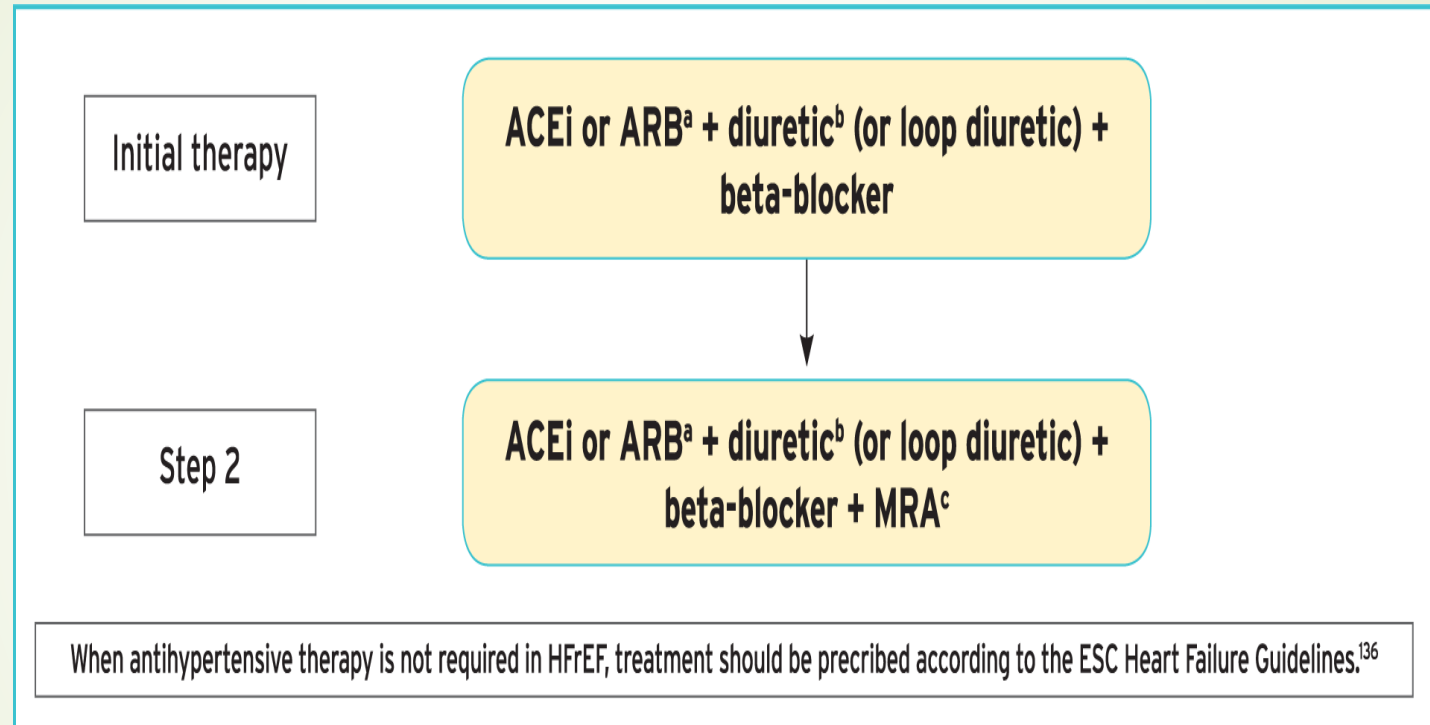 Initial therapy
ACEi or ARBᵃ + diureticᵇ (or loop diuretic) +
beta-blocker
Step 2
ACEi or ARBᵃ + diureticᵇ (or loop diuretic) +
beta-blocker + MRAᶜ
When antihypertensive therapy is not required in HFrEF, treatment should be precribed according to the ESC Heart Failure Guidelines.¹³⁶